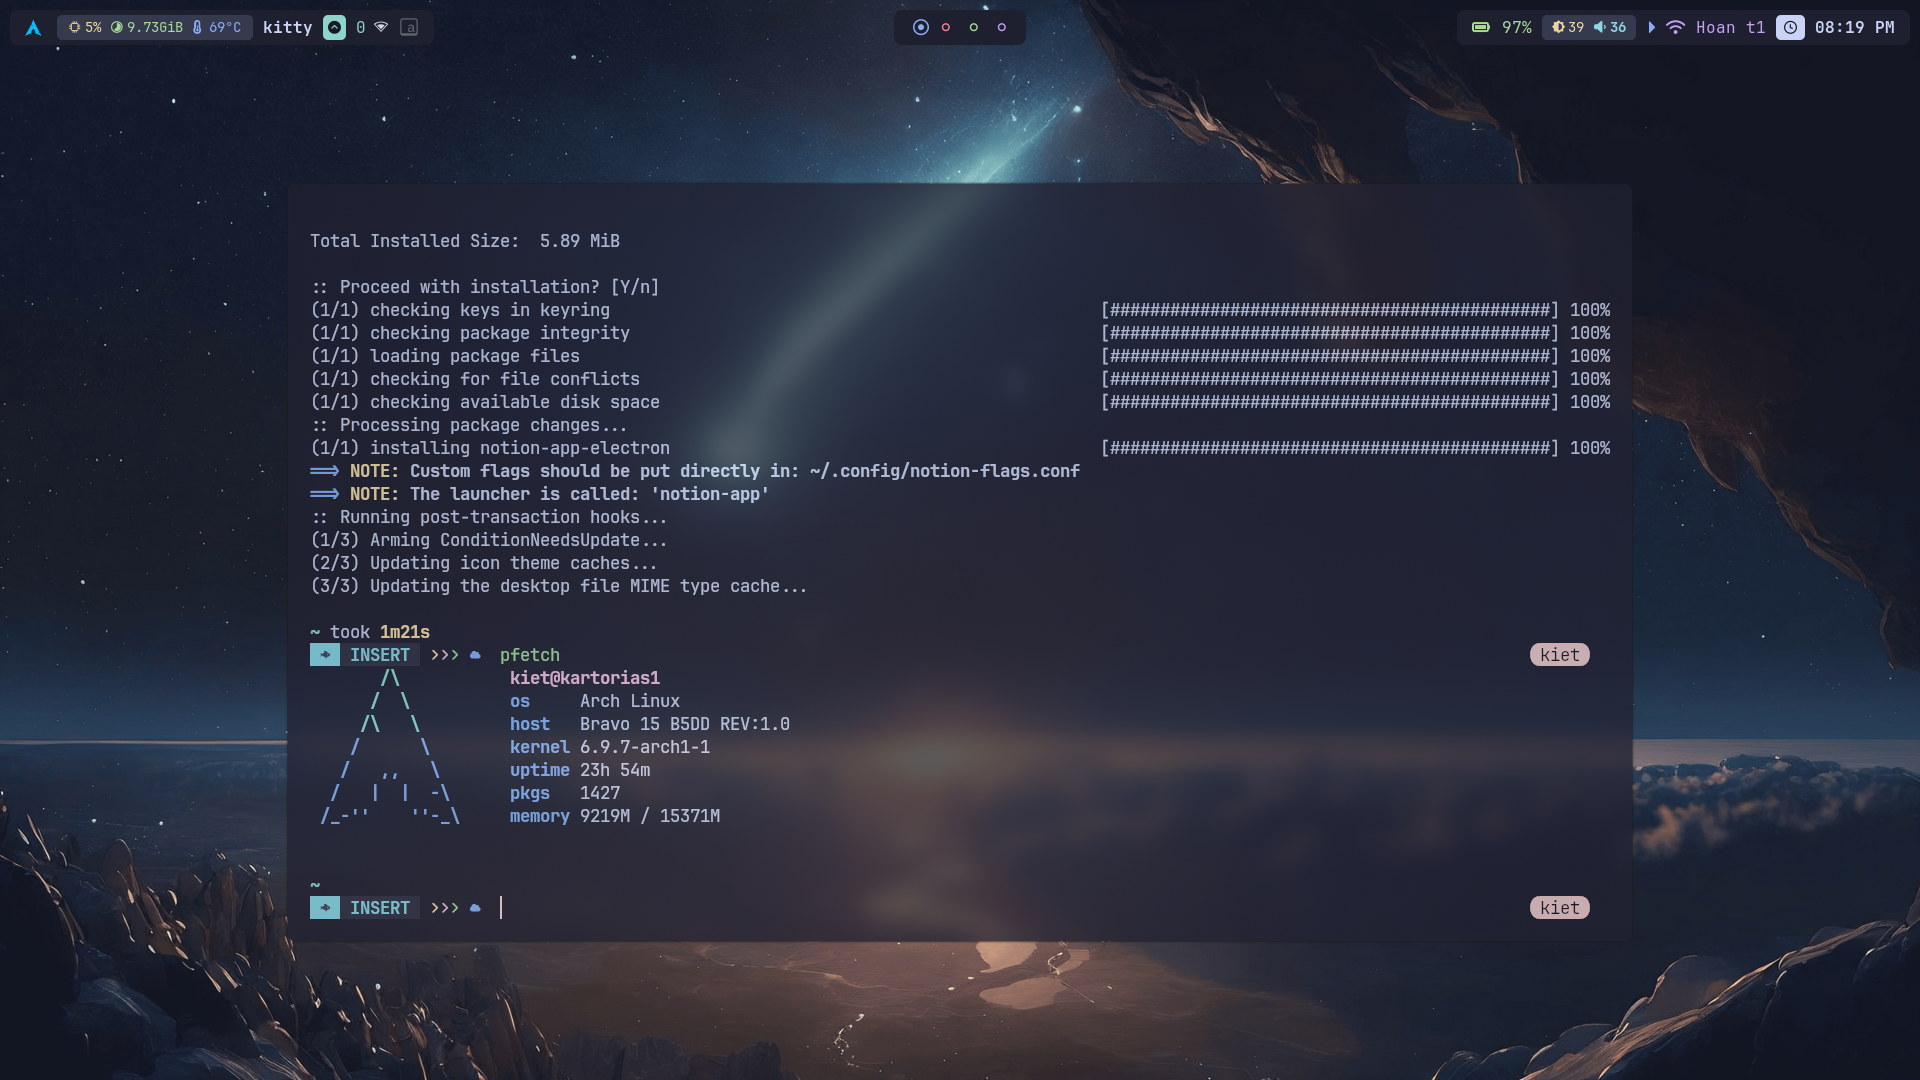 5% 9.73GiB 69°C kitty 0 a
97% 39 36 Hoan t1 08:19 PM
Total Installed Size:  5.89 MiB
:: Proceed with installation? [Y/n]
(1/1) checking keys in keyring [############################################] 100%
(1/1) checking package integrity [############################################] 100%
(1/1) loading package files [############################################] 100%
(1/1) checking for file conflicts [############################################] 100%
(1/1) checking available disk space [############################################] 100%
:: Processing package changes...
(1/1) installing notion-app-electron [############################################] 100%
==> NOTE: Custom flags should be put directly in: ~/.config/notion-flags.conf
==> NOTE: The launcher is called: 'notion-app'
:: Running post-transaction hooks...
(1/3) Arming ConditionNeedsUpdate...
(2/3) Updating icon theme caches...
(3/3) Updating the desktop file MIME type cache...
~ took 1m21s
INSERT pfetch kiet
kiet@kartorias1
os Arch Linux
host Bravo 15 B5DD REV:1.0
kernel 6.9.7-arch1-1
uptime 23h 54m
pkgs 1427
memory 9219M / 15371M
~
INSERT kiet